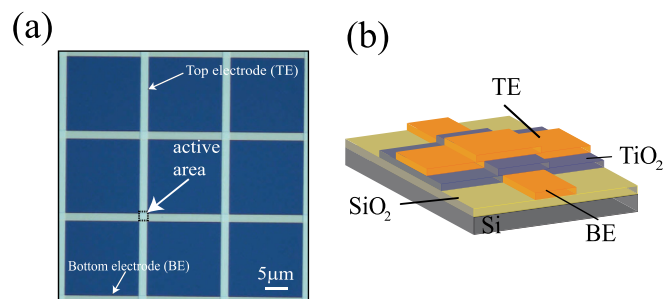 (a)
Top electrode (TE)
active
area
Bottom electrode (BE)
5μm
(b)
TE
TiO₂
SiO₂
Si
BE